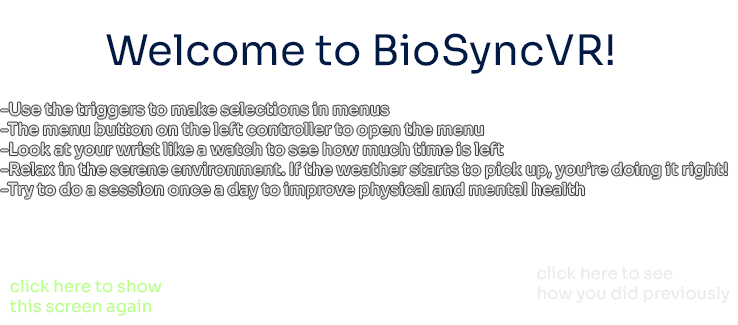 Welcome to BioSyncVR!
-Use the triggers to make selections in menus
-The menu button on the left controller to open the menu
-Look at your wrist like a watch to see how much time is left
-Relax in the serene environment. If the weather starts to pick up, you're doing it right!
-Try to do a session once a day to improve physical and mental health
click here to show
this screen again
click here to see
how you did previously